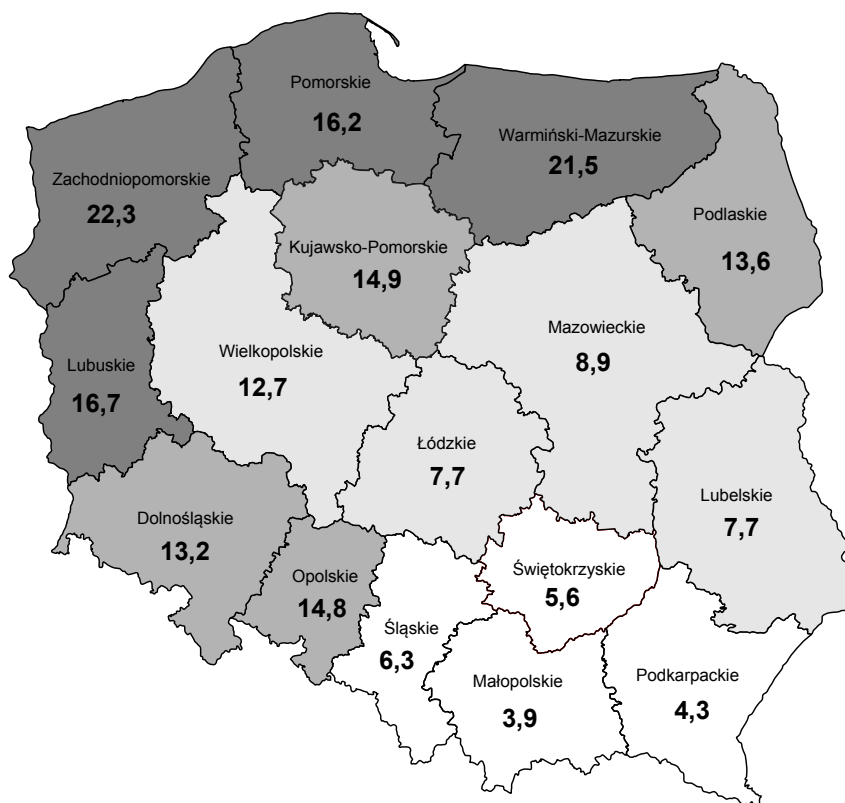 Pomorskie
16,2
Warmiński-Mazurskie
21,5
Zachodniopomorskie
22,3
Podlaskie
13,6
Kujawsko-Pomorskie
14,9
Mazowieckie
8,9
Wielkopolskie
12,7
Lubuskie
16,7
Łódzkie
7,7
Lubelskie
7,7
Dolnośląskie
13,2
Opolskie
14,8
Świętokrzyskie
5,6
Śląskie
6,3
Małopolskie
3,9
Podkarpackie
4,3